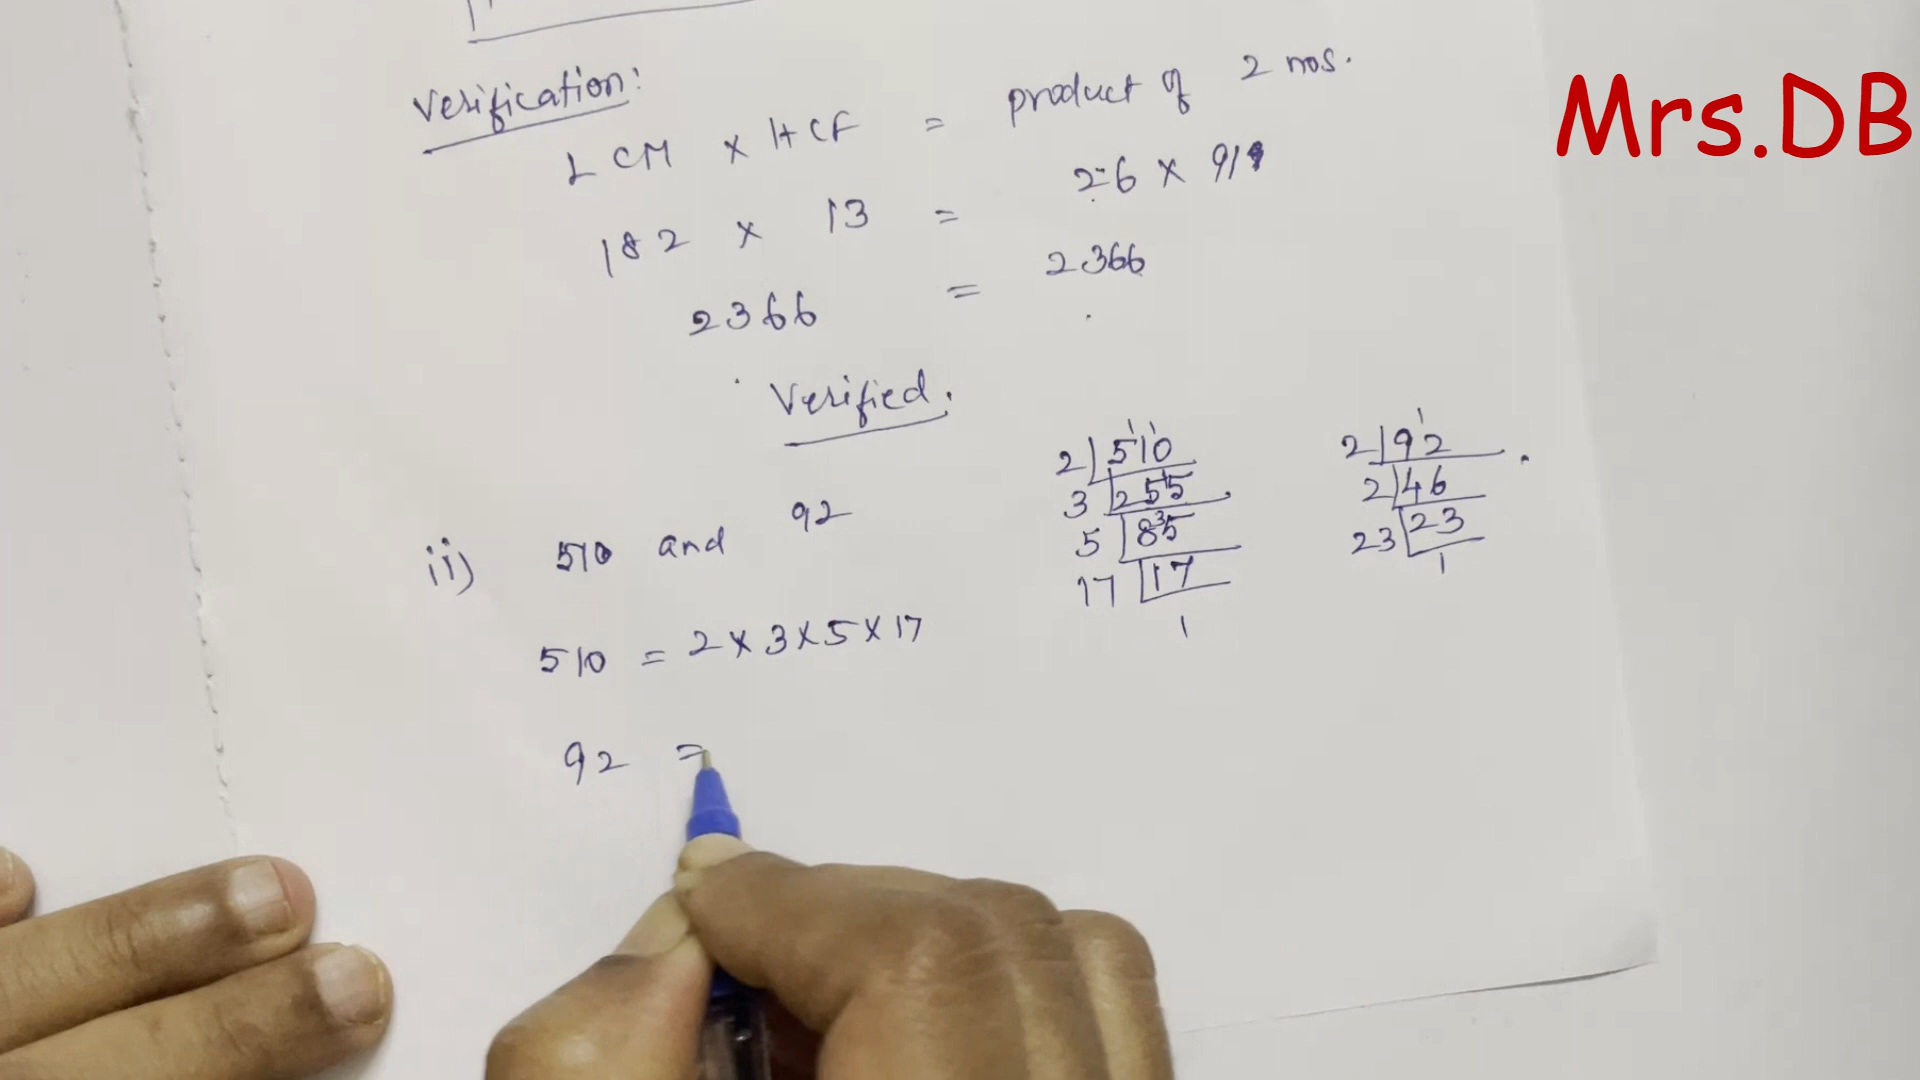 Mrs.DB
Verification:
LCM x HCF = product of 2 nos.
182 x 13 = 26 x 91
2366 = 2366
Verified.
ii) 510 and 92
2 510
3 255
5 85
17 17
1
2 92
2 46
23 23
1
510 = 2 x 3 x 5 x 17
92 =